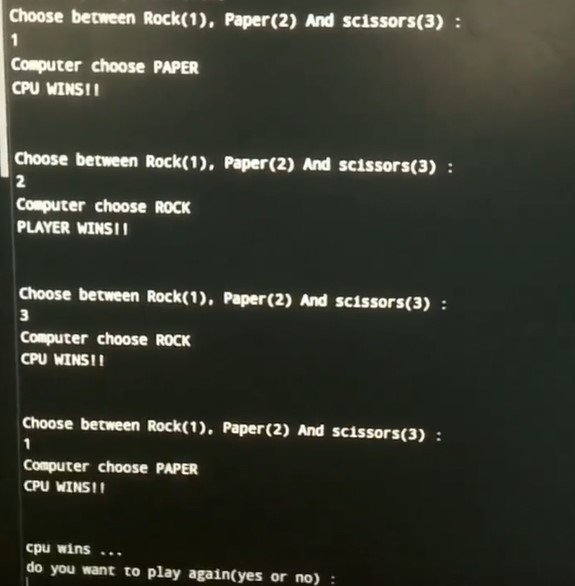 Choose between Rock(1), Paper(2) And scissors(3) :
1
Computer choose PAPER
CPU WINS!!
Choose between Rock(1), Paper(2) And scissors(3) :
2
Computer choose ROCK
PLAYER WINS!!
Choose between Rock(1), Paper(2) And scissors(3) :
3
Computer choose ROCK
CPU WINS!!
Choose between Rock(1), Paper(2) And scissors(3) :
1
Computer choose PAPER
CPU WINS!!
cpu wins ...
do you want to play again(yes or no) :